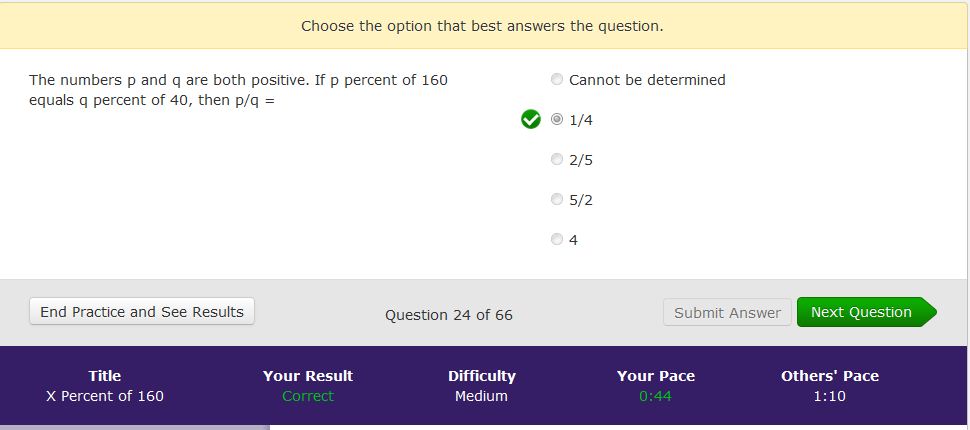 Choose the option that best answers the question.
The numbers p and q are both positive. If p percent of 160
equals q percent of 40, then p/q =
Cannot be determined
1/4
2/5
5/2
4
End Practice and See Results
Question 24 of 66
Submit Answer
Next Question
Title
X Percent of 160
Your Result
Correct
Difficulty
Medium
Your Pace
0:44
Others' Pace
1:10